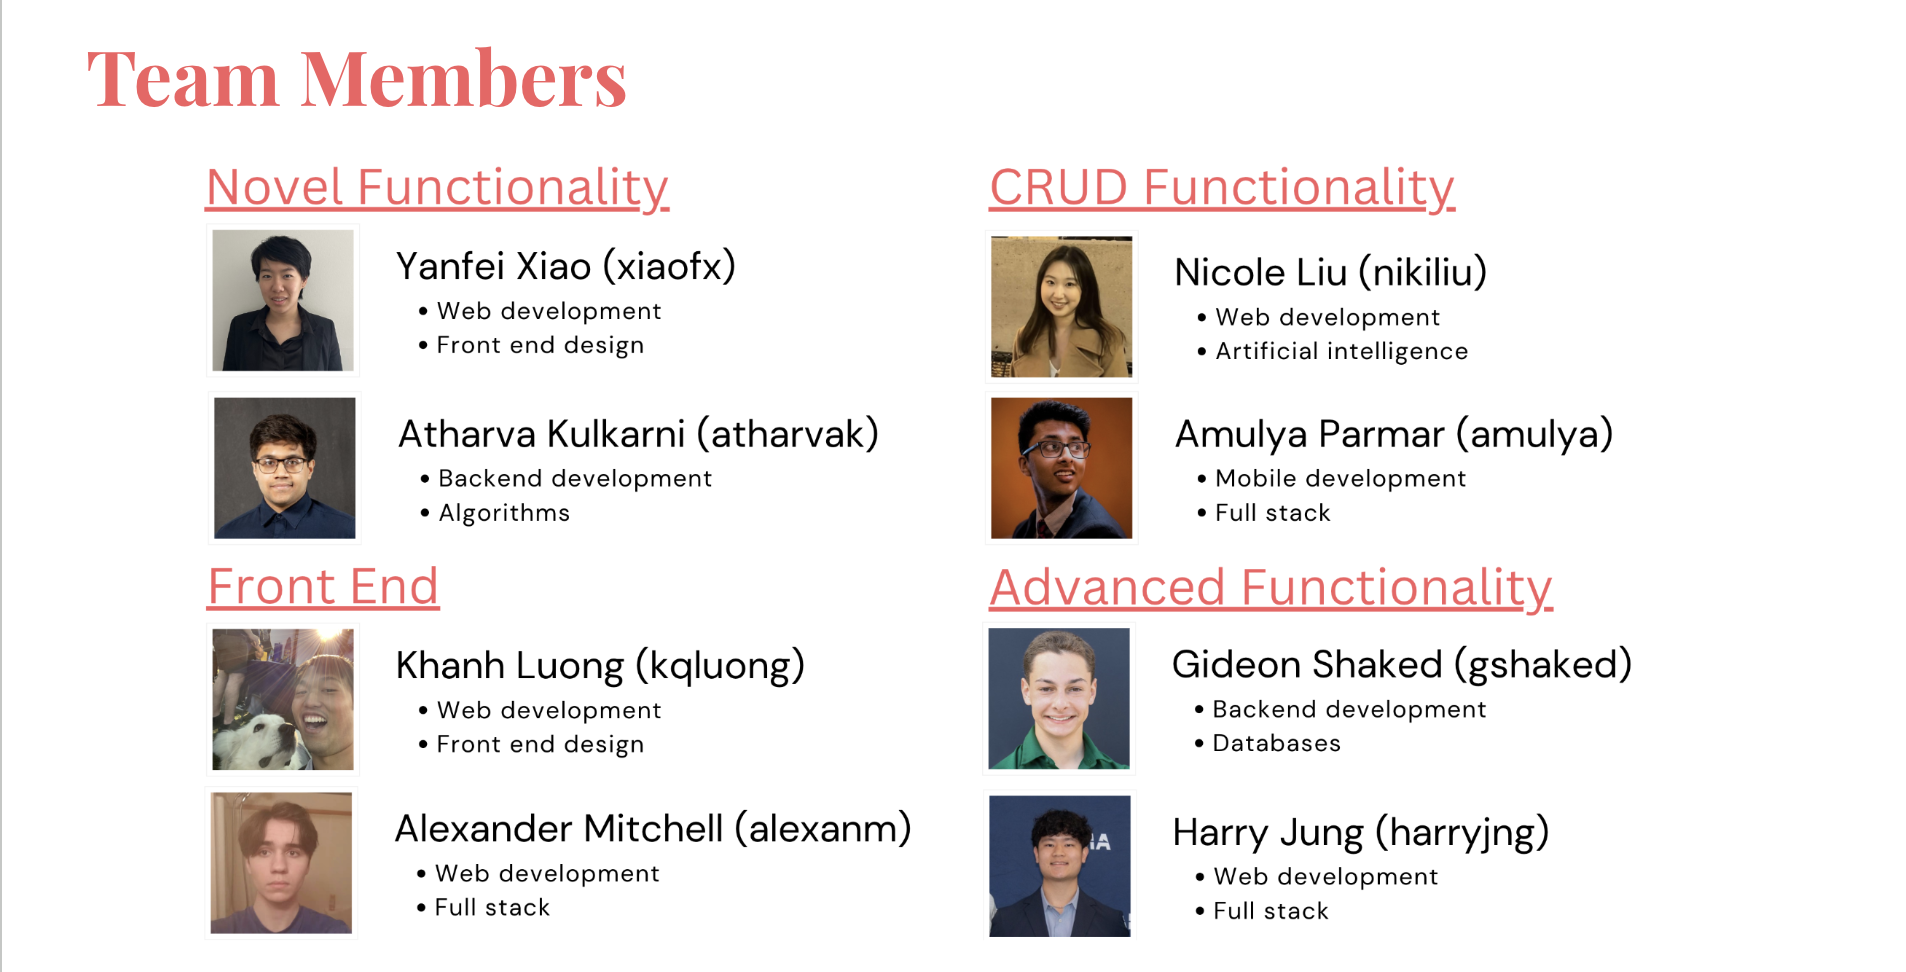 Team Members
Novel Functionality
Yanfei Xiao (xiaofx)
• Web development
• Front end design
Atharva Kulkarni (atharvak)
• Backend development
• Algorithms
CRUD Functionality
Nicole Liu (nikiliu)
• Web development
• Artificial intelligence
Amulya Parmar (amulya)
• Mobile development
• Full stack
Front End
Khanh Luong (kqluong)
• Web development
• Front end design
Alexander Mitchell (alexanm)
• Web development
• Full stack
Advanced Functionality
Gideon Shaked (gshaked)
• Backend development
• Databases
Harry Jung (harryjng)
• Web development
• Full stack